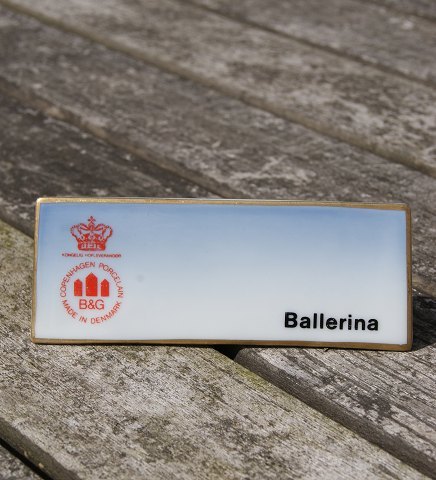 KONGELIG HOFLEVERANDØR
COPENHAGEN PORCELAIN
B&G
MADE IN DENMARK
Ballerina